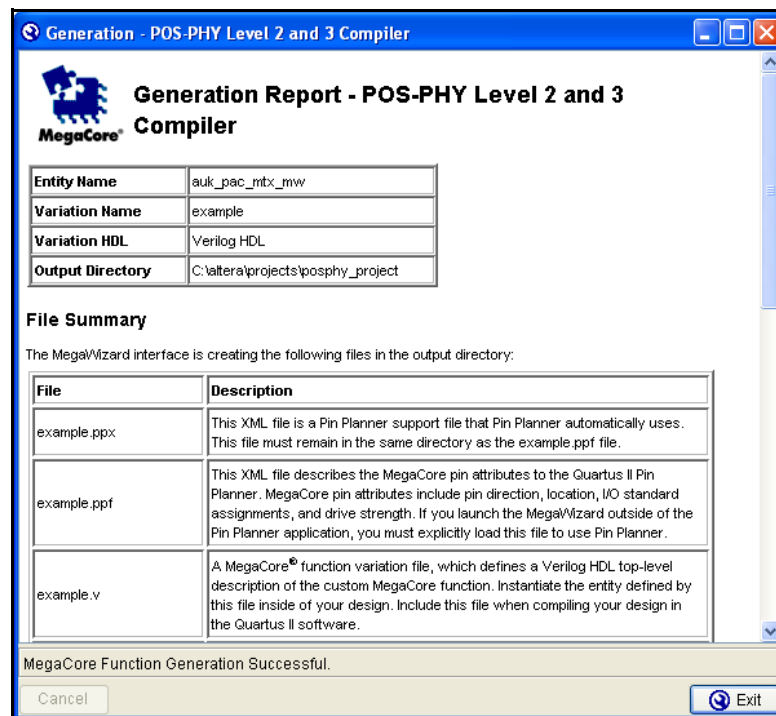 Generation - POS-PHY Level 2 and 3 Compiler
MegaCore®
Generation Report - POS-PHY Level 2 and 3
Compiler
Entity Name auk_pac_mtx_mw
Variation Name example
Variation HDL Verilog HDL
Output Directory C:\altera\projects\posphy_project
File Summary
The MegaWizard interface is creating the following files in the output directory:
File Description
example.ppx
This XML file is a Pin Planner support file that Pin Planner automatically uses.
This file must remain in the same directory as the example.ppf file.
example.ppf
This XML file describes the MegaCore pin attributes to the Quartus II Pin
Planner. MegaCore pin attributes include pin direction, location, I/O standard
assignments, and drive strength. If you launch the MegaWizard outside of the
Pin Planner application, you must explicitly load this file to use Pin Planner.
example.v
A MegaCore® function variation file, which defines a Verilog HDL top-level
description of the custom MegaCore function. Instantiate the entity defined by
this file inside of your design. Include this file when compiling your design in
the Quartus II software.
MegaCore Function Generation Successful.
Cancel
Exit